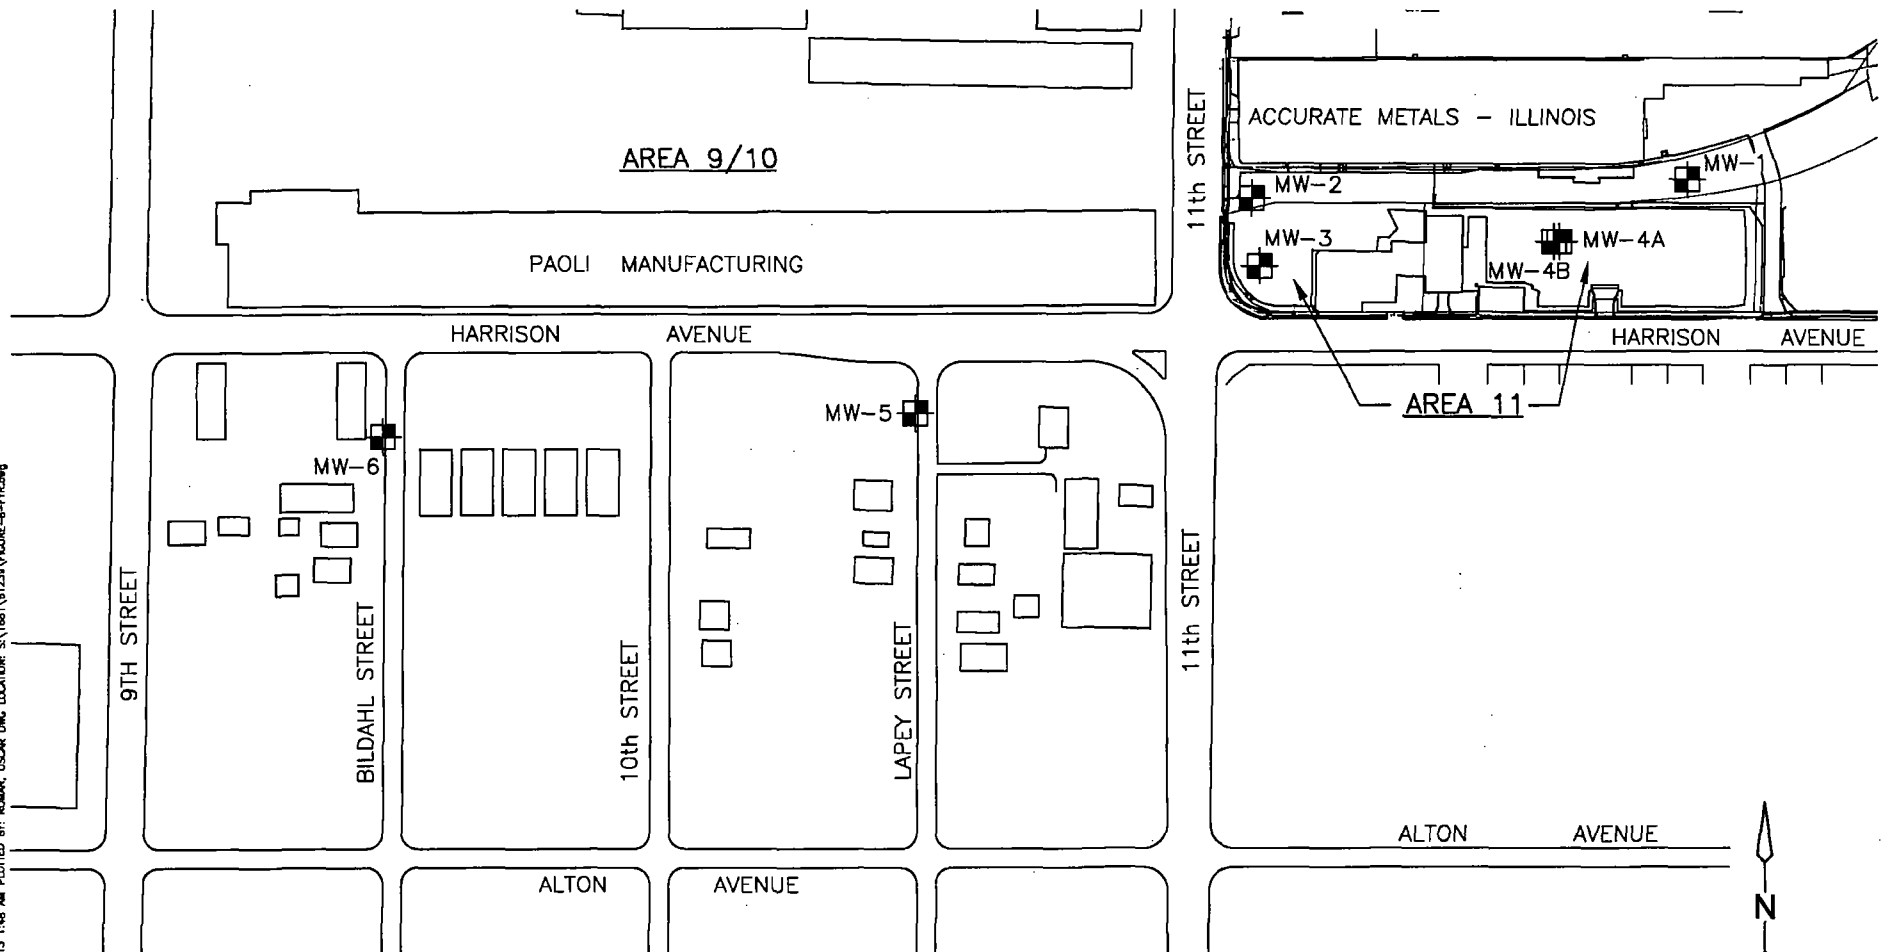 ACCURATE METALS - ILLINOIS
11th STREET
AREA 9/10
MW-1
MW-2
MW-3
MW-4A
MW-4B
PAOLI MANUFACTURING
HARRISON AVENUE
HARRISON AVENUE
AREA 11
MW-5
MW-6
9TH STREET
BILDAHL STREET
10th STREET
LAPEY STREET
11th STREET
ALTON AVENUE
ALTON AVENUE
N